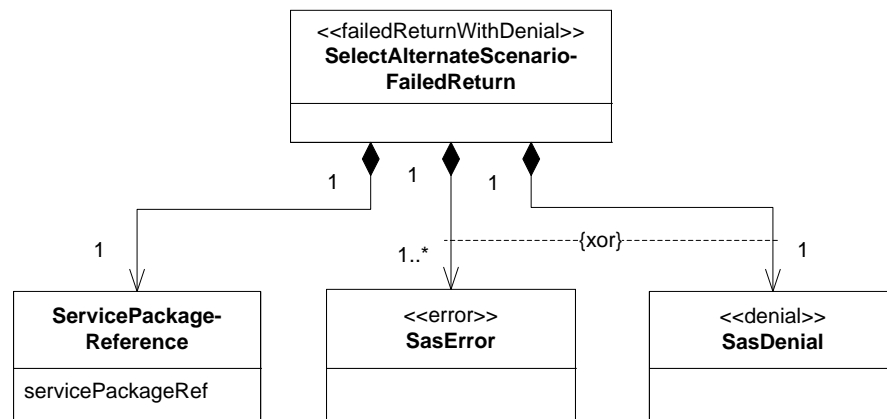 <<failedReturnWithDenial>>
SelectAlternateScenario-
FailedReturn
1
1
1
1
1..*
{xor}
1
ServicePackage-
Reference
servicePackageRef
<<error>>
SasError
<<denial>>
SasDenial